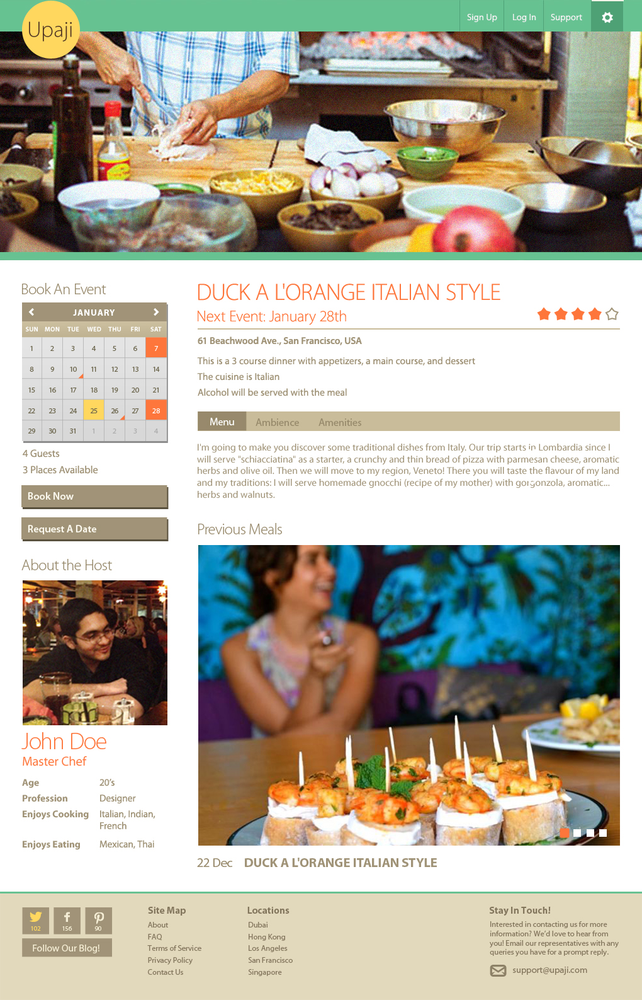 Upaji
Sign Up Log In Support
Book An Event
JANUARY
SUN MON TUE WED THU FRI SAT
1 2 3 4 5 6 7
8 9 10 11 12 13 14
15 16 17 18 19 20 21
22 23 24 25 26 27 28
29 30 31 1 2 3 4
4 Guests
3 Places Available
Book Now
Request A Date
About the Host
John Doe
Master Chef
Age 20's
Profession Designer
Enjoys Cooking Italian, Indian,
French
Enjoys Eating Mexican, Thai
DUCK A L'ORANGE ITALIAN STYLE
Next Event: January 28th
61 Beachwood Ave., San Francisco, USA
This is a 3 course dinner with appetizers, a main course, and dessert
The cuisine is Italian
Alcohol will be served with the meal
Menu Ambience Amenities
I'm going to make you discover some traditional dishes from Italy. Our trip starts in Lombardia since I
will serve "schiacciatina" as a starter, a crunchy and thin bread of pizza with parmesan cheese, aromatic
herbs and olive oil. Then we will move to my region, Veneto! There you will taste the flavour of my land
and my traditions: I will serve homemade gnocchi (recipe of my mother) with gorgonzola, aromatic...
herbs and walnuts.
Previous Meals
22 Dec DUCK A L'ORANGE ITALIAN STYLE
102 156 90
Follow Our Blog!
Site Map
About
FAQ
Terms of Service
Privacy Policy
Contact Us
Locations
Dubai
Hong Kong
Los Angeles
San Francisco
Singapore
Stay In Touch!
Interested in contacting us for more
information? We'd love to hear from
you! Email our representatives with any
queries you have for a prompt reply.
support@upaji.com